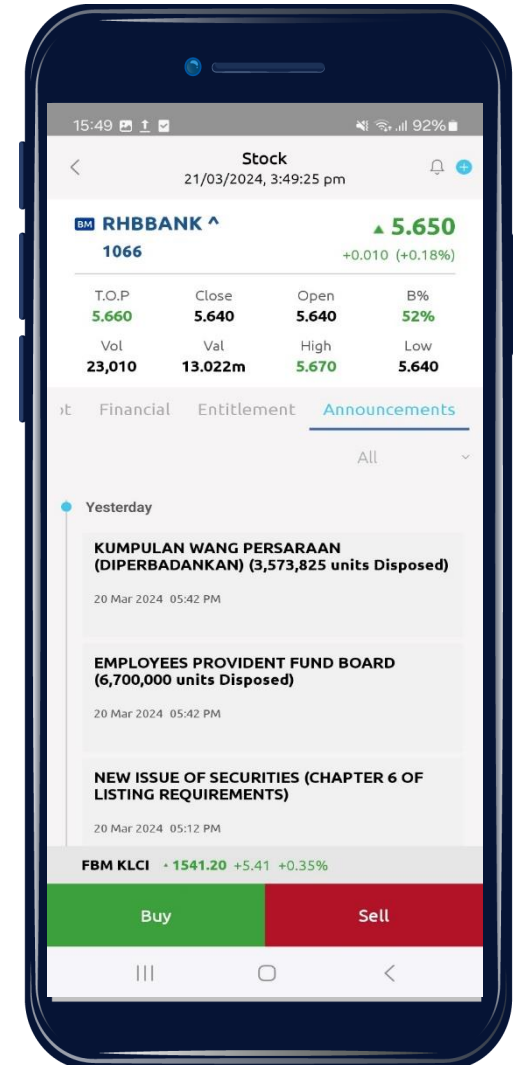 15:49 92%
Stock
21/03/2024, 3:49:25 pm
BM RHBBANK ^ 5.650
1066 +0.010 (+0.18%)
T.O.P Close Open B%
5.660 5.640 5.640 52%
Vol Val High Low
23,010 13.022m 5.670 5.640
Financial Entitlement Announcements
All
Yesterday
KUMPULAN WANG PERSARAAN
(DIPERBADANKAN) (3,573,825 units Disposed)
20 Mar 2024 05:42 PM
EMPLOYEES PROVIDENT FUND BOARD
(6,700,000 units Disposed)
20 Mar 2024 05:42 PM
NEW ISSUE OF SECURITIES (CHAPTER 6 OF
LISTING REQUIREMENTS)
20 Mar 2024 05:12 PM
FBM KLCI 1541.20 +5.41 +0.35%
Buy Sell